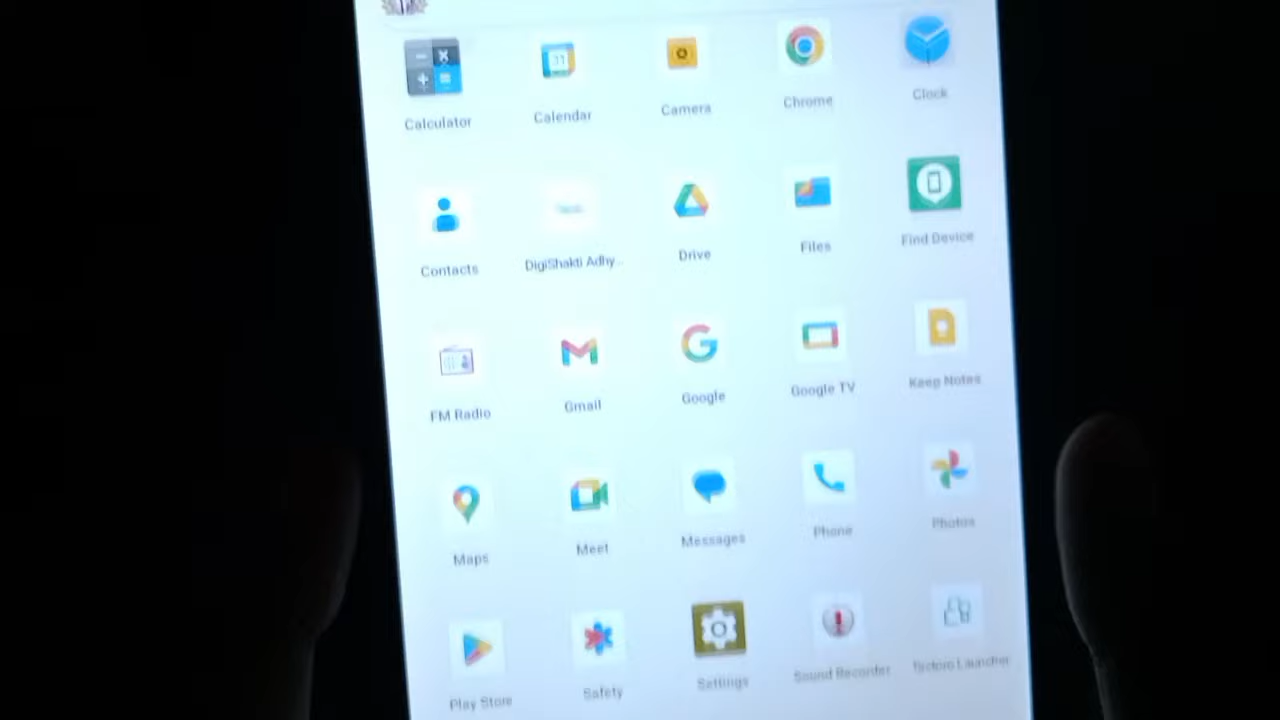 Calculator
Calendar
Camera
Chrome
Clock
Contacts
DigiShakti Adhy...
Drive
Files
Find Device
FM Radio
Gmail
Google
Google TV
Keep Notes
Maps
Meet
Messages
Phone
Photos
Play Store
Safety
Settings
Sound Recorder
Launcher